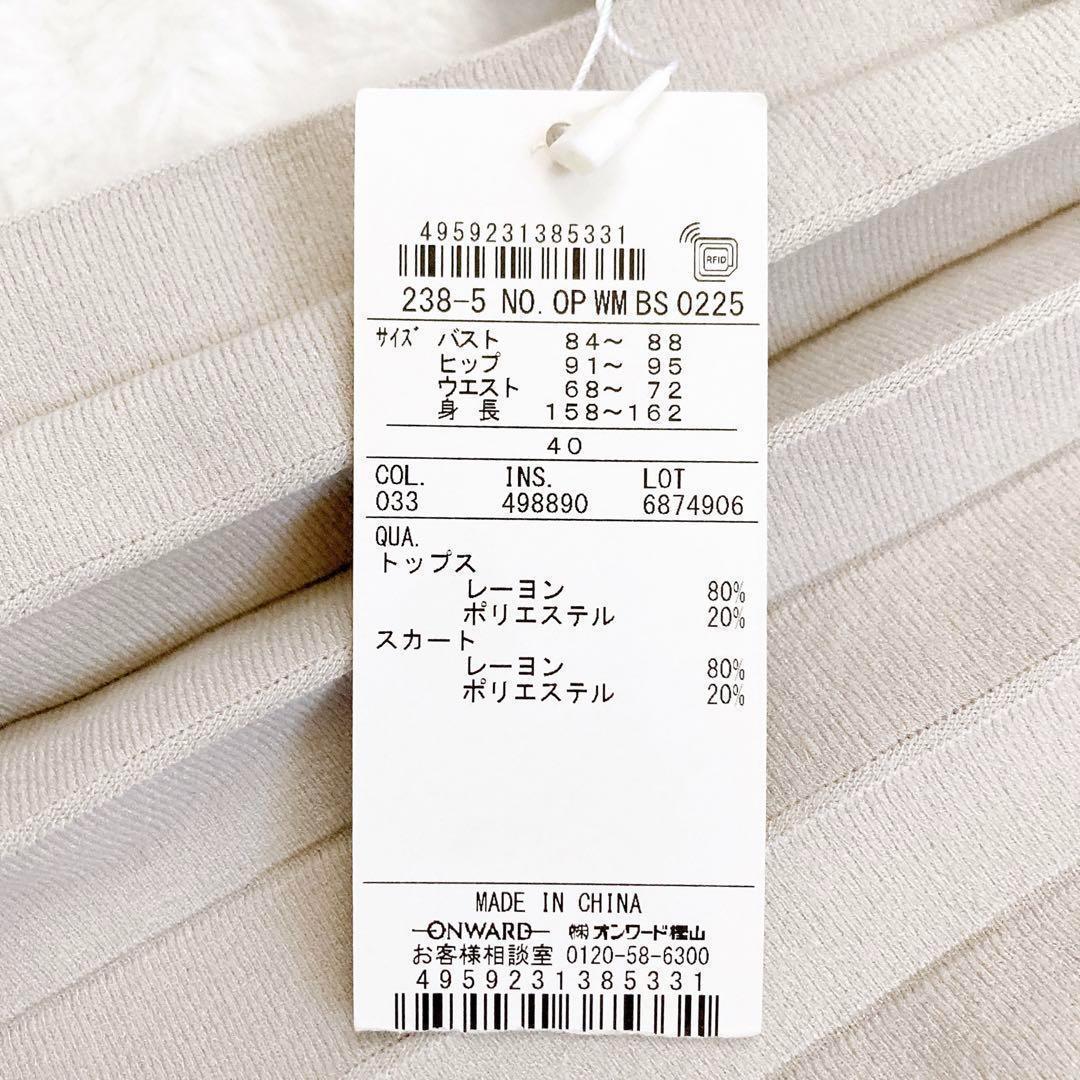 4959231385331
RFID
238-5 NO. OP WM BS 0225
サイズ バスト 84～ 88
ヒップ 91～ 95
ウエスト 68～ 72
身 長 158～162
40
COL. INS. LOT
033 498890 6874906
QUA.
トップス
レーヨン 80%
ポリエステル 20%
スカート
レーヨン 80%
ポリエステル 20%
MADE IN CHINA
ONWARD ㈱オンワード樫山
お客様相談室 0120-58-6300
4959231385331